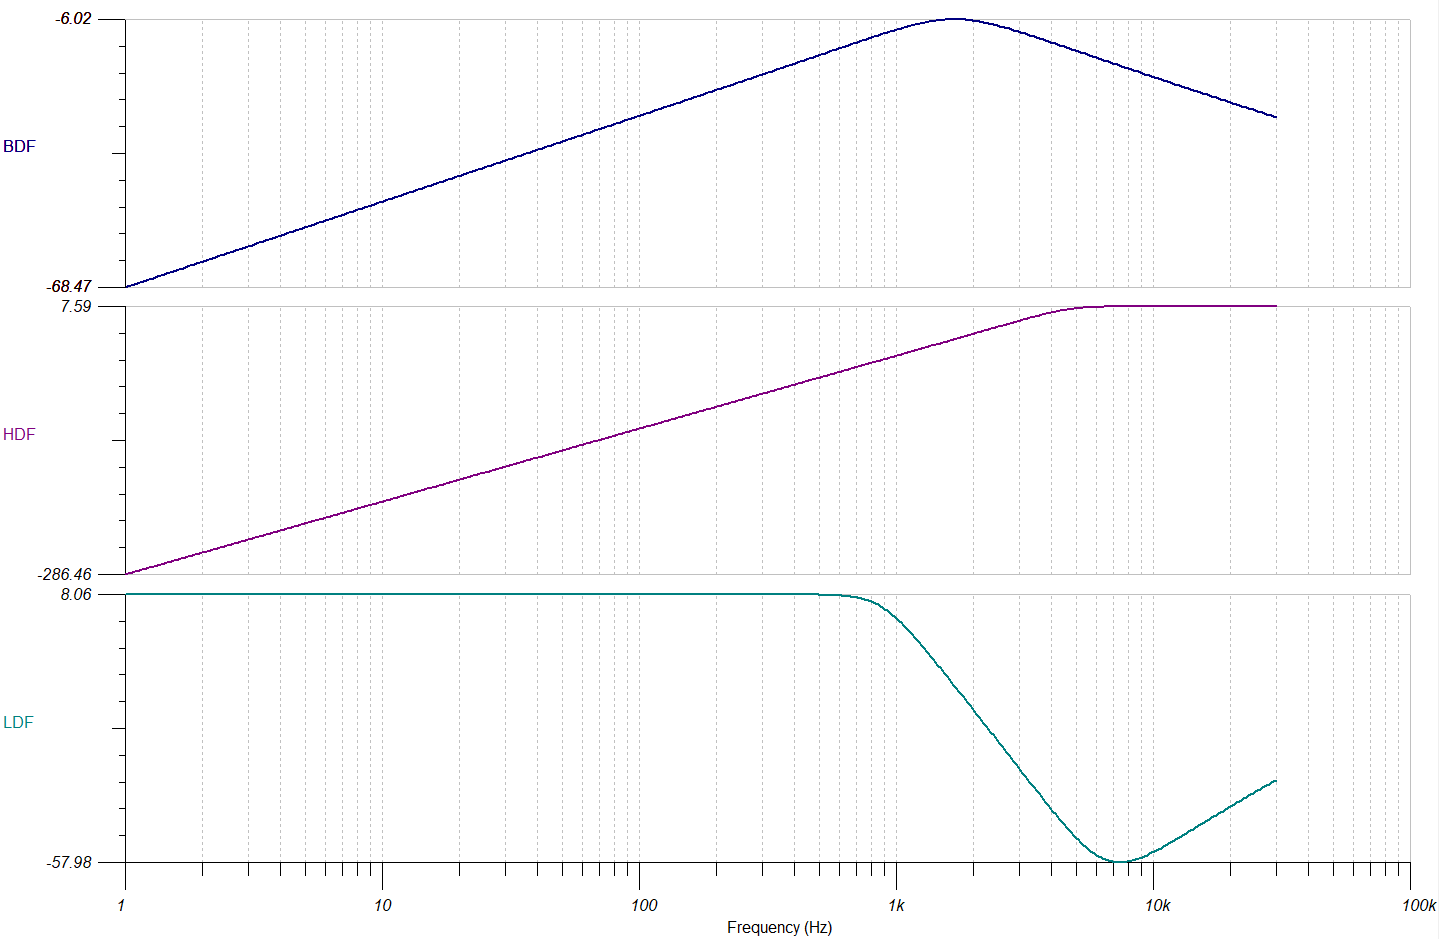 -6.02
BDF
-68.47
7.59
HDF
-286.46
8.06
LDF
-57.98
1 10 100 1k 10k 100k
Frequency (Hz)